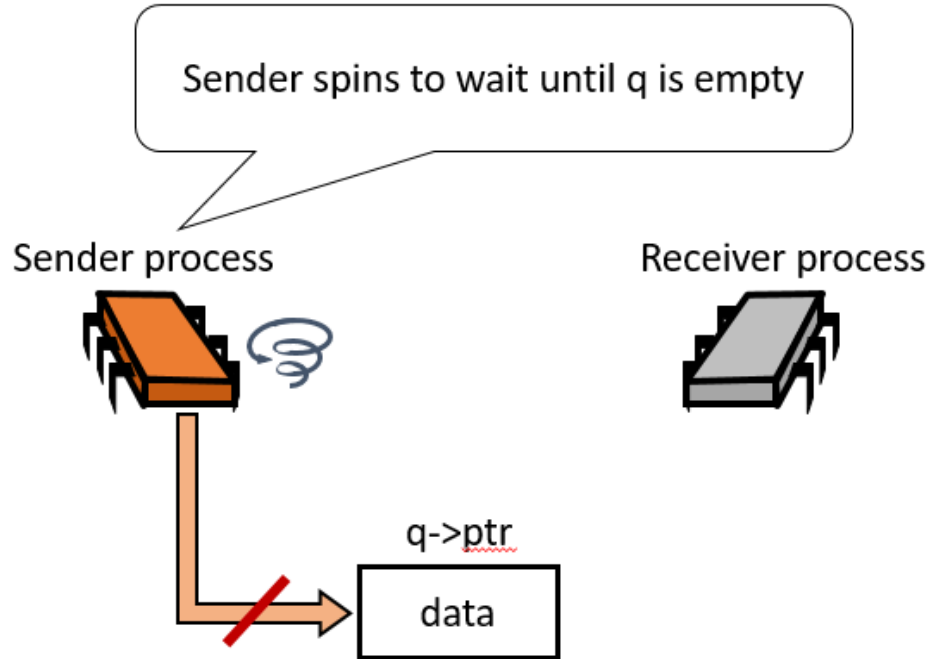 Sender spins to wait until q is empty
Sender process
Receiver process
q->ptr
data